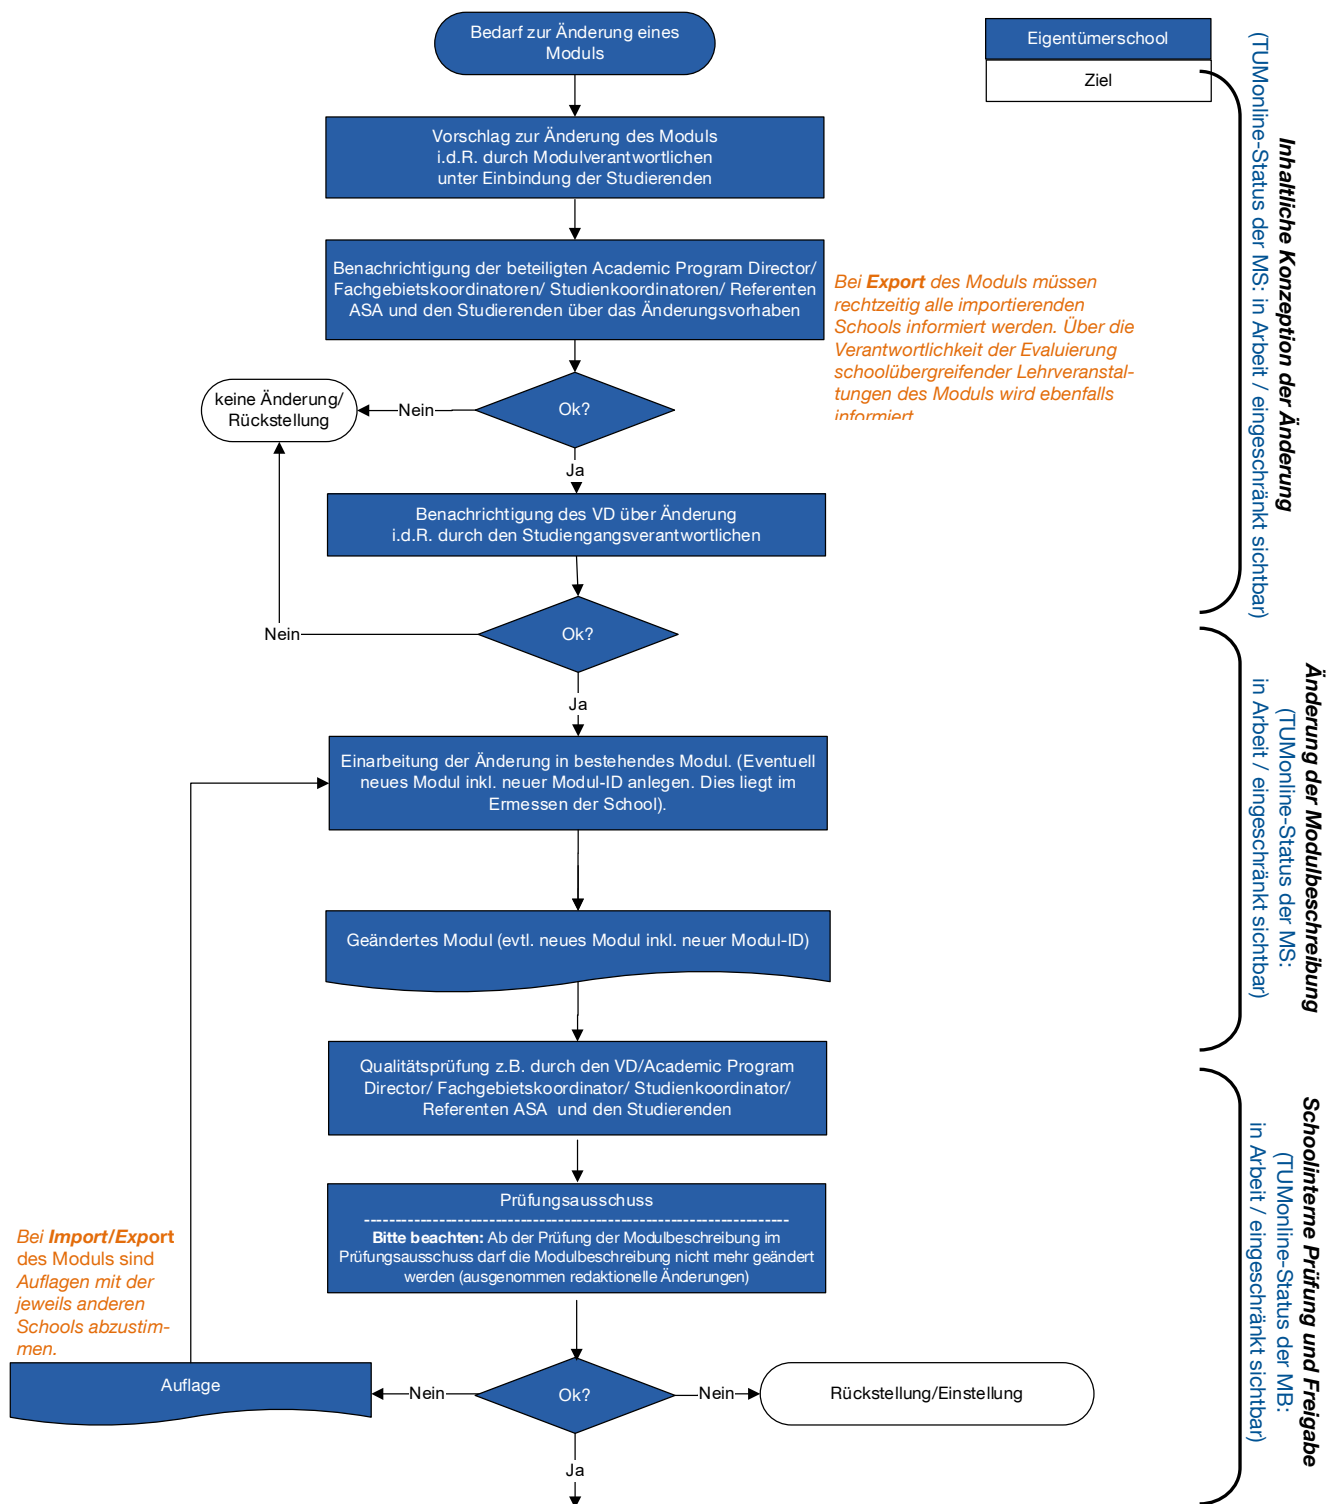 Bedarf zur Änderung eines
Moduls
Eigentümerschool
Ziel
Vorschlag zur Änderung des Moduls
i.d.R. durch Modulverantwortlichen
unter Einbindung der Studierenden
Benachrichtigung der beteiligten Academic Program Director/
Fachgebietskoordinatoren/ Studienkoordinatoren/ Referenten
ASA und den Studierenden über das Änderungsvorhaben
Bei Export des Moduls müssen
rechtzeitig alle importierenden
Schools informiert werden. Über die
Verantwortlichkeit der Evaluierung
schoolübergreifender Lehrveranstal-
tungen des Moduls wird ebenfalls
informiert
Inhaltliche Konzeption der Änderung
(TUMonline-Status der MS: in Arbeit / eingeschränkt sichtbar)
keine Änderung/
Rückstellung
Nein
Ok?
Ja
Benachrichtigung des VD über Änderung
i.d.R. durch den Studiengangsverantwortlichen
Nein
Ok?
Ja
Änderung der Modulbeschreibung
(TUMonline-Status der MS:
in Arbeit / eingeschränkt sichtbar)
Einarbeitung der Änderung in bestehendes Modul. (Eventuell
neues Modul inkl. neuer Modul-ID anlegen. Dies liegt im
Ermessen der School).
Geändertes Modul (evtl. neues Modul inkl. neuer Modul-ID)
Qualitätsprüfung z.B. durch den VD/Academic Program
Director/ Fachgebietskoordinator/ Studienkoordinator/
Referenten ASA und den Studierenden
Schoolinterne Prüfung und Freigabe
(TUMonline-Status der MB:
in Arbeit / eingeschränkt sichtbar)
Prüfungsausschuss
--------------------------------------------------------------------
Bitte beachten: Ab der Prüfung der Modulbeschreibung im
Prüfungsausschuss darf die Modulbeschreibung nicht mehr geändert
werden (ausgenommen redaktionelle Änderungen)
Bei Import/Export
des Moduls sind
Auflagen mit der
jeweils anderen
Schools abzustim-
men.
Auflage
Nein
Ok?
Nein
Rückstellung/Einstellung
Ja